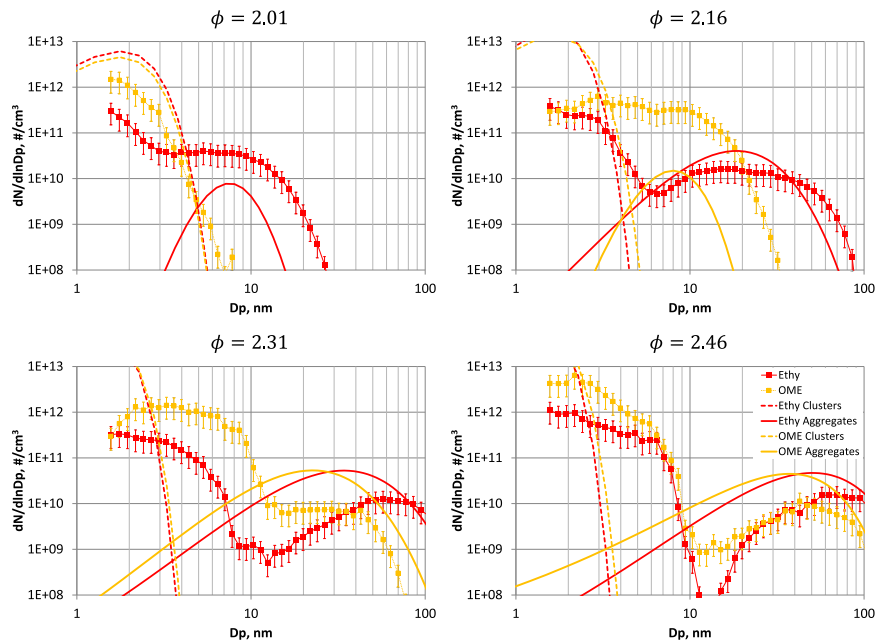 ϕ = 2.01
1E+13
1E+12
1E+11
1E+10
1E+09
1E+08
dN/dlnDp, #/cm³
1 10 100
Dp, nm
ϕ = 2.16
1E+13
1E+12
1E+11
1E+10
1E+09
1E+08
dN/dlnDp, #/cm³
1 10 100
Dp, nm
ϕ = 2.31
1E+13
1E+12
1E+11
1E+10
1E+09
1E+08
dN/dlnDp, #/cm³
1 10 100
Dp, nm
ϕ = 2.46
1E+13
1E+12
1E+11
1E+10
1E+09
1E+08
dN/dlnDp, #/cm³
Ethy
OME
Ethy Clusters
Ethy Aggregates
OME Clusters
OME Aggregates
1 10 100
Dp, nm